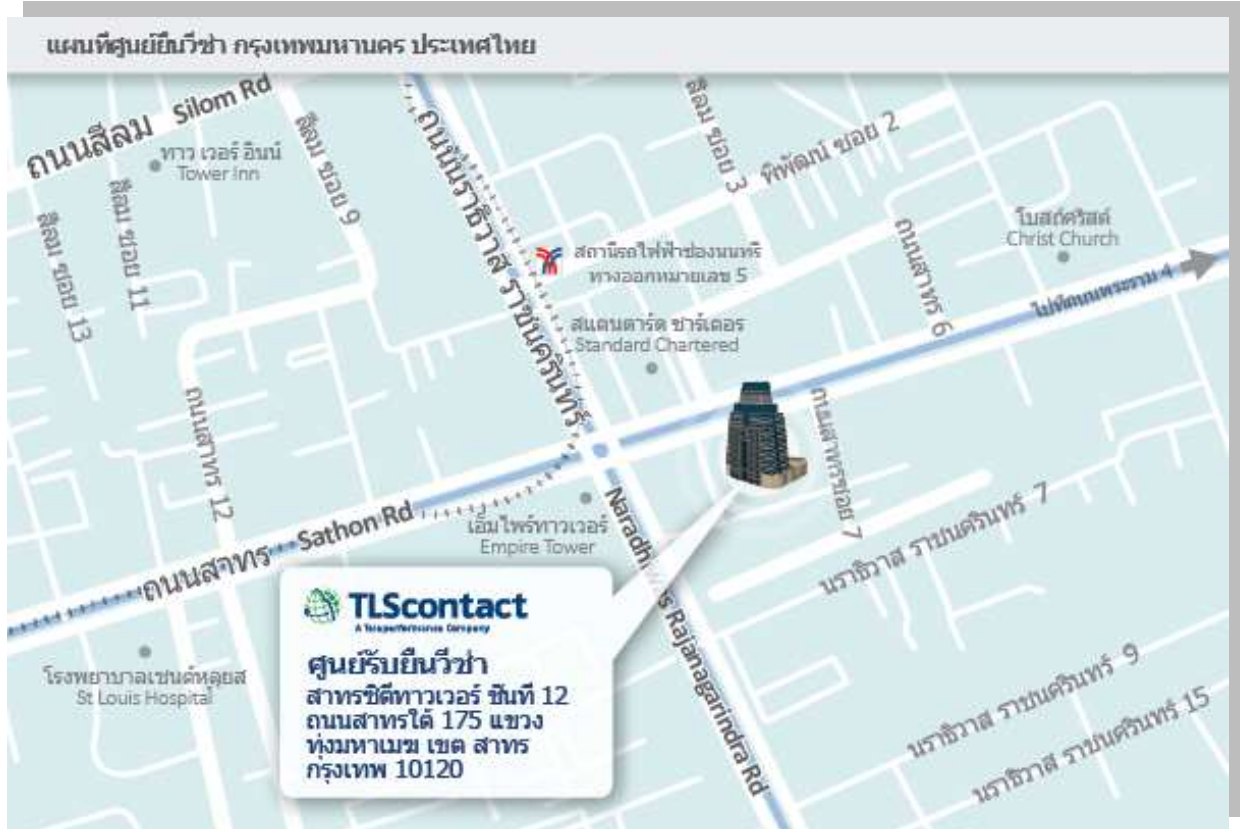 แผนที่ศูนย์ยื่นวีซ่า กรุงเทพมหานคร ประเทศไทย
ถนนสีลม Silom Rd
ทาว เวอร์ อินน์
Tower Inn
สีลม ซอย 9
สีลม ซอย 11
สีลม ซอย 13
ถนนนราธิวาส ราชนครินทร์
สีลม ซอย 3
พิพัฒน์ ซอย 2
สถานีรถไฟฟ้าช่องนนทรี
ทางออกหมายเลข 5
โบสถ์คริสต์
Christ Church
ถนนสาทร 6
ไปที่ถนนพระราม 4
สแตนดาร์ด ชาร์เตอร์
Standard Chartered
ถนนสาทร 12
ถนนสาทรซอย 7
ถนนสาทร Sathon Rd
เอ็มไพร์ทาวเวอร์
Empire Tower
Naradhiwas Rajanagarindra Rd
นราธิวาส ราชนครินทร์ 7
นราธิวาส ราชนครินทร์ 9
นราธิวาส ราชนครินทร์ 15
โรงพยาบาลเซนต์หลุยส
St Louis Hospital
TLScontact
A Teleperformance Company
ศูนย์รับยื่นวีซ่า
สาทรซิตี้ทาวเวอร์ ชั้นที่ 12
ถนนสาทรใต้ 175 แขวง
ทุ่งมหาเมฆ เขต สาทร
กรุงเทพ 10120